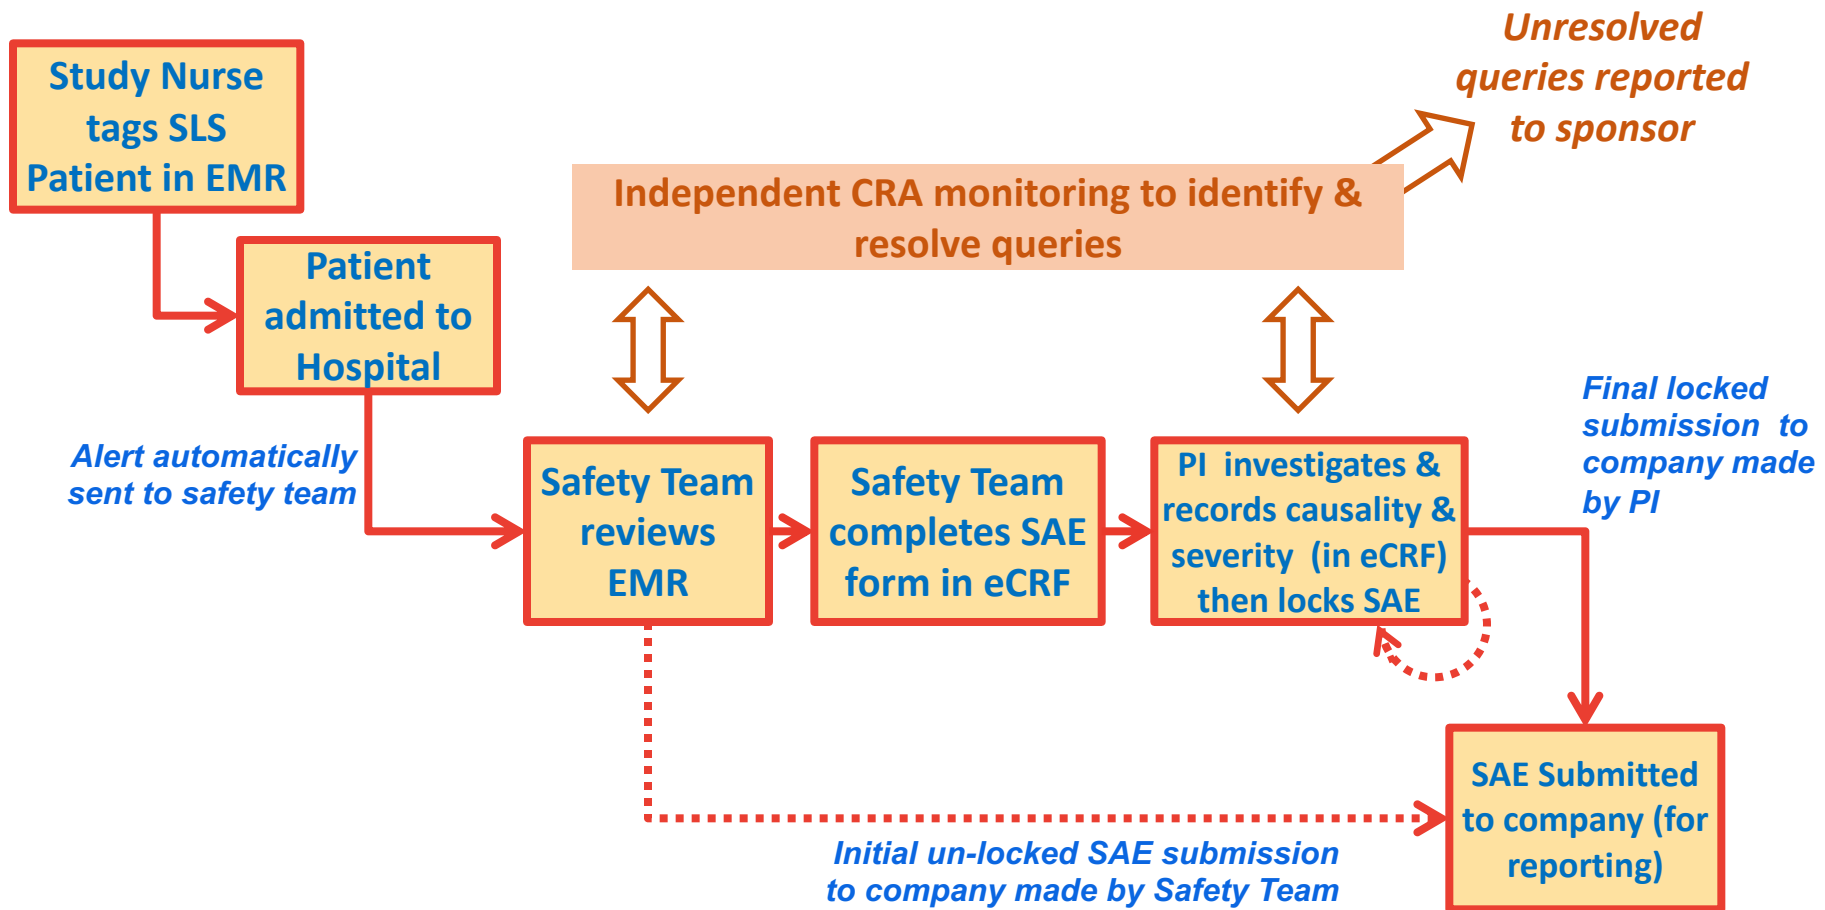 Study Nurse
tags SLS
Patient in EMR
Unresolved
queries reported
to sponsor
Independent CRA monitoring to identify &
resolve queries
Patient
admitted to
Hospital
Alert automatically
sent to safety team
Safety Team
reviews
EMR
Safety Team
completes SAE
form in eCRF
PI investigates &
records causality &
severity (in eCRF)
then locks SAE
Final locked
submission to
company made
by PI
SAE Submitted
to company (for
reporting)
Initial un-locked SAE submission
to company made by Safety Team